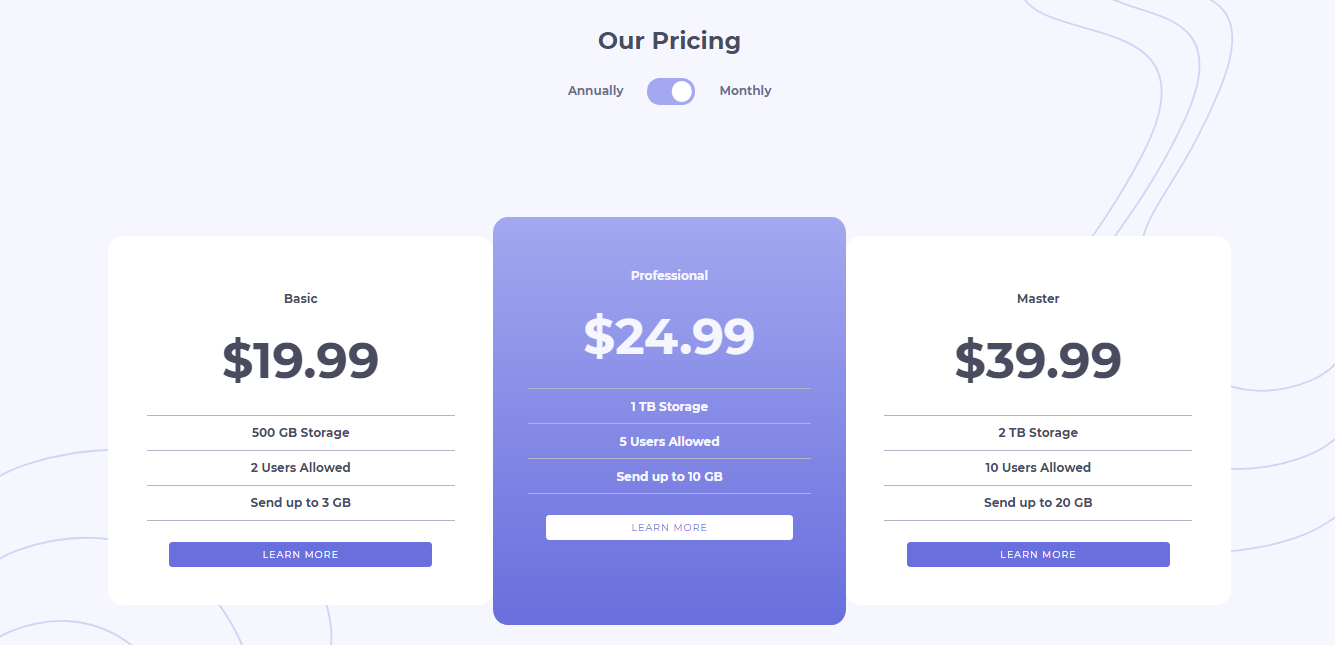 Our Pricing
Annually Monthly
Basic
$19.99
500 GB Storage
2 Users Allowed
Send up to 3 GB
LEARN MORE
Professional
$24.99
1 TB Storage
5 Users Allowed
Send up to 10 GB
LEARN MORE
Master
$39.99
2 TB Storage
10 Users Allowed
Send up to 20 GB
LEARN MORE